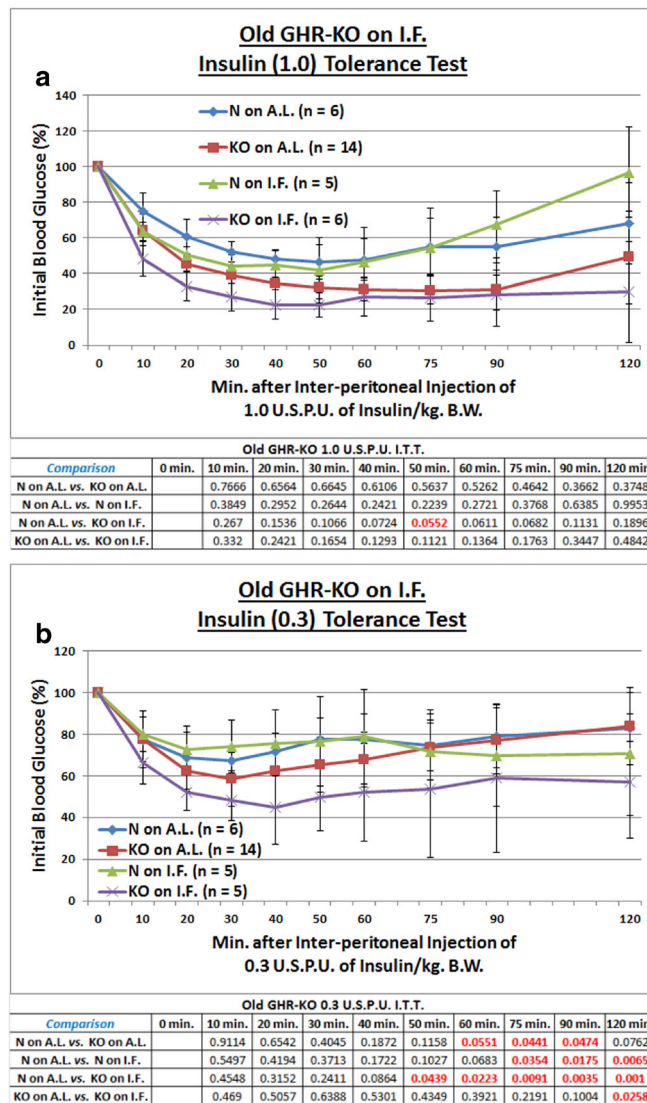 Old GHR-KO on I.F.
Insulin (1.0) Tolerance Test
a
140
120
100
80
60
40
20
0
Initial Blood Glucose (%)
N on A.L. (n = 6)
KO on A.L. (n = 14)
N on I.F. (n = 5)
KO on I.F. (n = 6)
0 10 20 30 40 50 60 75 90 120
Min. after Inter-peritoneal Injection of
1.0 U.S.P.U. of Insulin/kg. B.W.
Old GHR-KO 1.0 U.S.P.U. I.T.T.
Comparison 0 min. 10 min. 20 min. 30 min. 40 min. 50 min. 60 min. 75 min. 90 min. 120 min.
N on A.L. vs. KO on A.L. 0.7666 0.6564 0.6645 0.6106 0.5637 0.5262 0.4642 0.3662 0.3748
N on A.L. vs. N on I.F. 0.3849 0.2952 0.2644 0.2421 0.2239 0.2721 0.3768 0.6385 0.9953
N on A.L. vs. KO on I.F. 0.267 0.1536 0.1066 0.0724 0.0552 0.0611 0.0682 0.1131 0.1896
KO on A.L. vs. KO on I.F. 0.332 0.2421 0.1654 0.1293 0.1121 0.1364 0.1763 0.3447 0.4842
Old GHR-KO on I.F.
Insulin (0.3) Tolerance Test
b
120
100
80
60
40
20
0
Initial Blood Glucose (%)
N on A.L. (n = 6)
KO on A.L. (n = 14)
N on I.F. (n = 5)
KO on I.F. (n = 5)
0 10 20 30 40 50 60 75 90 120
Min. after Inter-peritoneal Injection of
0.3 U.S.P.U. of Insulin/kg. B.W.
Old GHR-KO 0.3 U.S.P.U. I.T.T.
Comparison 0 min. 10 min. 20 min. 30 min. 40 min. 50 min. 60 min. 75 min. 90 min. 120 min.
N on A.L. vs. KO on A.L. 0.9114 0.6542 0.4045 0.1872 0.1158 0.0551 0.0441 0.0474 0.0762
N on A.L. vs. N on I.F. 0.5497 0.4194 0.3713 0.1722 0.1027 0.0683 0.0354 0.0175 0.0065
N on A.L. vs. KO on I.F. 0.4548 0.3152 0.2411 0.0864 0.0439 0.0223 0.0091 0.0035 0.001
KO on A.L. vs. KO on I.F. 0.469 0.5057 0.6388 0.5301 0.4349 0.3921 0.2191 0.1004 0.0258